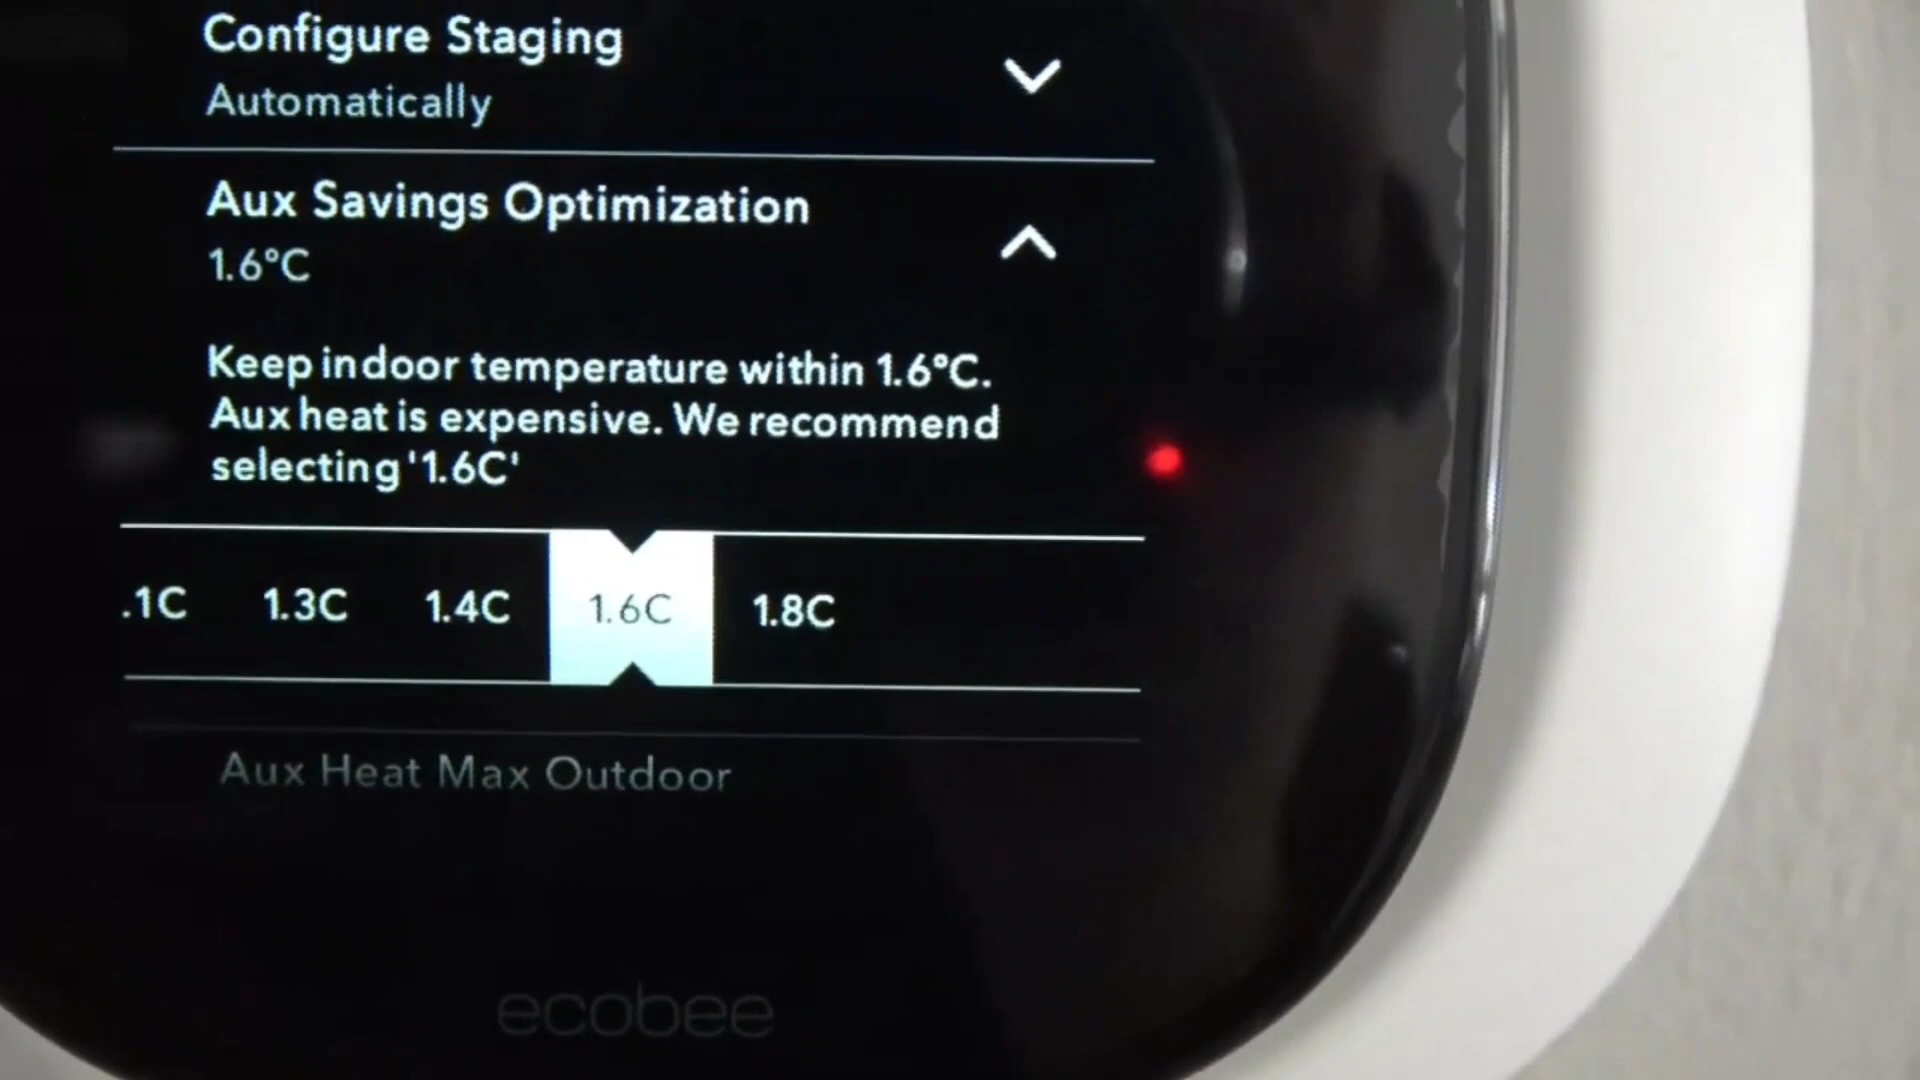 Configure Staging
Automatically
Aux Savings Optimization
1.6°C
Keep indoor temperature within 1.6°C.
Aux heat is expensive. We recommend
selecting '1.6C'
.1C 1.3C 1.4C 1.6C 1.8C
Aux Heat Max Outdoor
ecobee